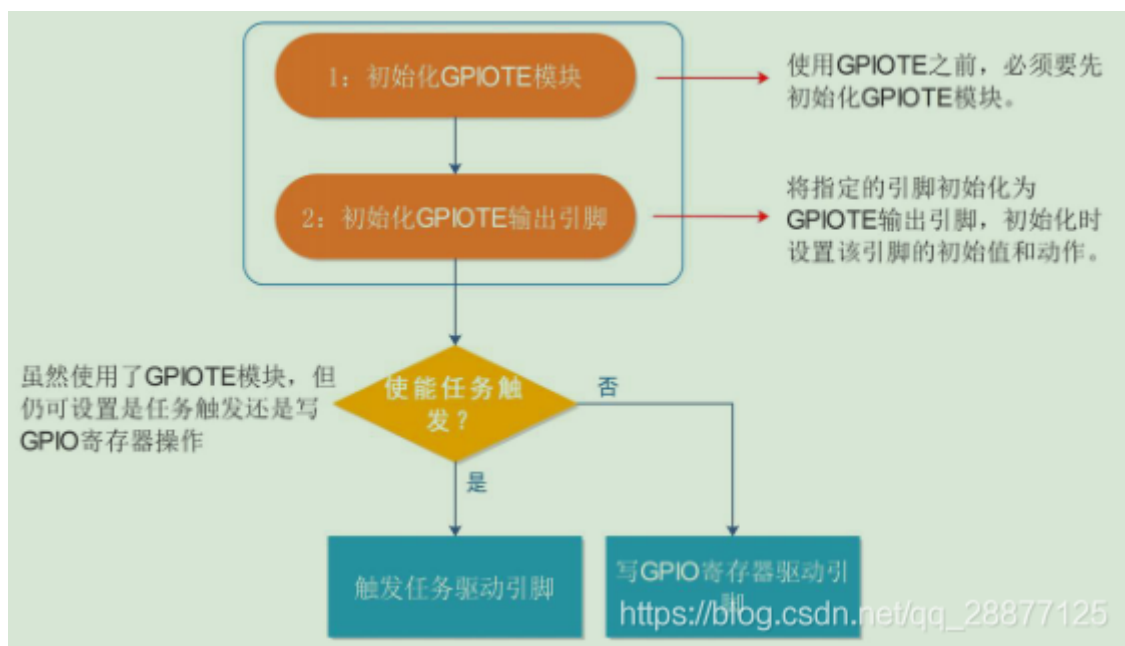 1：初始化GPIOTE模块
使用GPIOTE之前，必须要先
初始化GPIOTE模块。
2：初始化GPIOTE输出引脚
将指定的引脚初始化为
GPIOTE输出引脚，初始化时
设置该引脚的初始值和动作。
虽然使用了GPIOTE模块，但
仍可设置是任务触发还是写
GPIO寄存器操作
使能任务触
发？
否
是
触发任务驱动引脚
写GPIO寄存器驱动引
脚
https://blog.csdn.net/qq_28877125